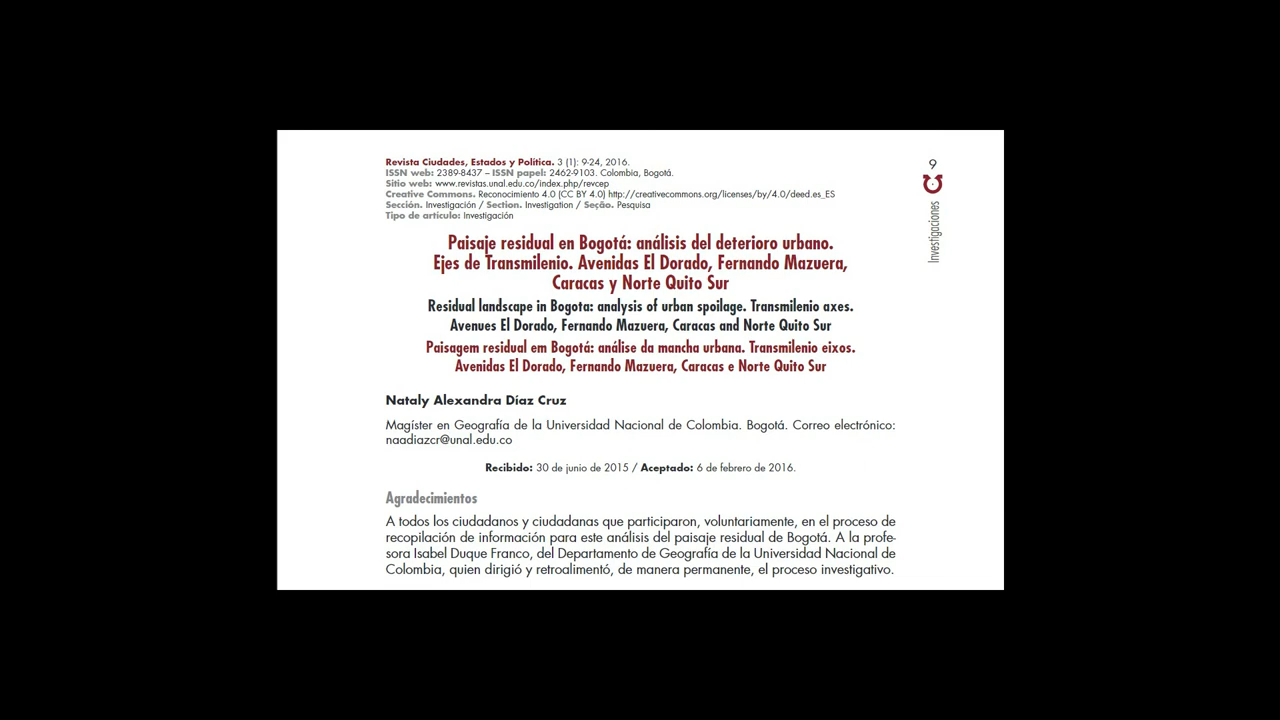 Revista Ciudades, Estados y Política. 3 (1): 9-24, 2016.
ISSN web: 2389-8437 – ISSN papel: 2462-9103. Colombia, Bogotá.
Sitio web: www.revistas.unal.edu.co/index.php/revcep
Creative Commons. Reconocimiento 4.0 (CC BY 4.0) http://creativecommons.org/licenses/by/4.0/deed.es_ES
Sección. Investigación / Section. Investigation / Seção. Pesquisa
Tipo de artículo: Investigación
9
Investigaciones
Paisaje residual en Bogotá: análisis del deterioro urbano.
Ejes de Transmilenio. Avenidas El Dorado, Fernando Mazuera,
Caracas y Norte Quito Sur
Residual landscape in Bogota: analysis of urban spoilage. Transmilenio axes.
Avenues El Dorado, Fernando Mazuera, Caracas and Norte Quito Sur
Paisagem residual em Bogotá: análise da mancha urbana. Transmilenio eixos.
Avenidas El Dorado, Fernando Mazuera, Caracas e Norte Quito Sur
Nataly Alexandra Díaz Cruz
Magíster en Geografía de la Universidad Nacional de Colombia. Bogotá. Correo electrónico:
naadiazcr@unal.edu.co
Recibido: 30 de junio de 2015 / Aceptado: 6 de febrero de 2016.
Agradecimientos
A todos los ciudadanos y ciudadanas que participaron, voluntariamente, en el proceso de
recopilación de información para este análisis del paisaje residual de Bogotá. A la profe-
sora Isabel Duque Franco, del Departamento de Geografía de la Universidad Nacional de
Colombia, quien dirigió y retroalimentó, de manera permanente, el proceso investigativo.